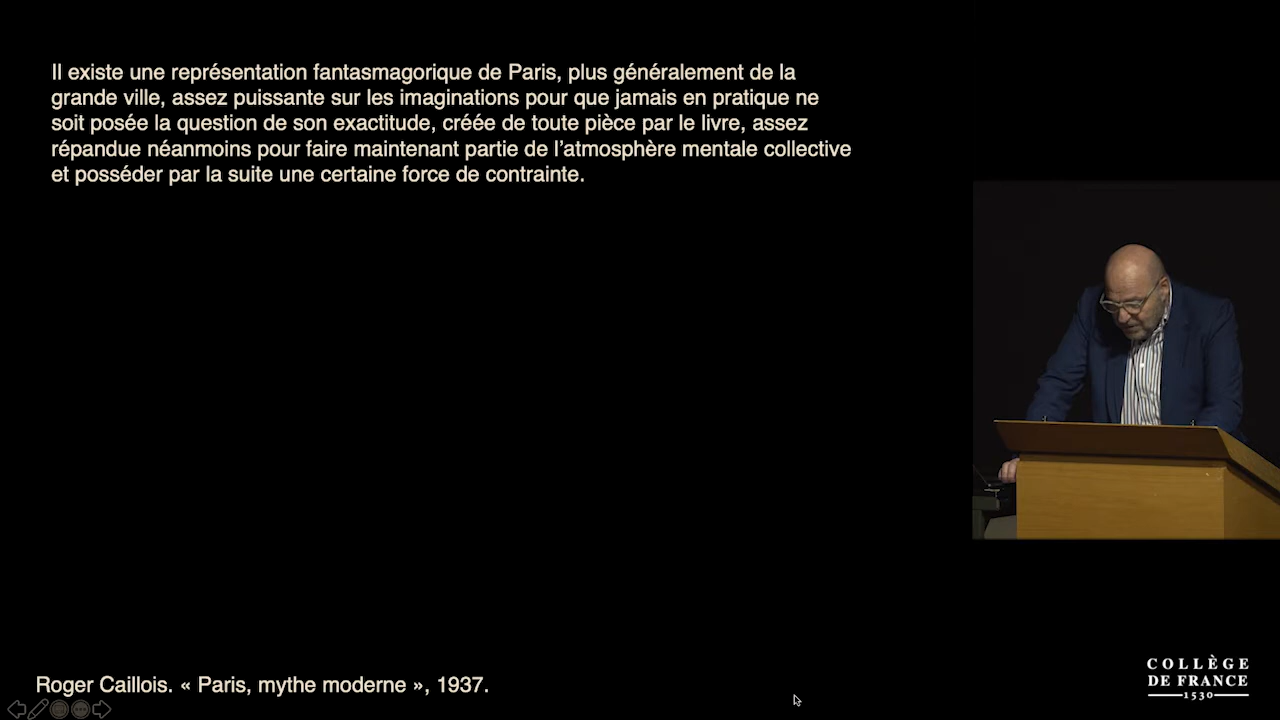 Il existe une représentation fantasmagorique de Paris, plus généralement de la
grande ville, assez puissante sur les imaginations pour que jamais en pratique ne
soit posée la question de son exactitude, créée de toute pièce par le livre, assez
répandue néanmoins pour faire maintenant partie de l’atmosphère mentale collective
et posséder par la suite une certaine force de contrainte.
Roger Caillois. « Paris, mythe moderne », 1937.
COLLÈGE
DE FRANCE
1530